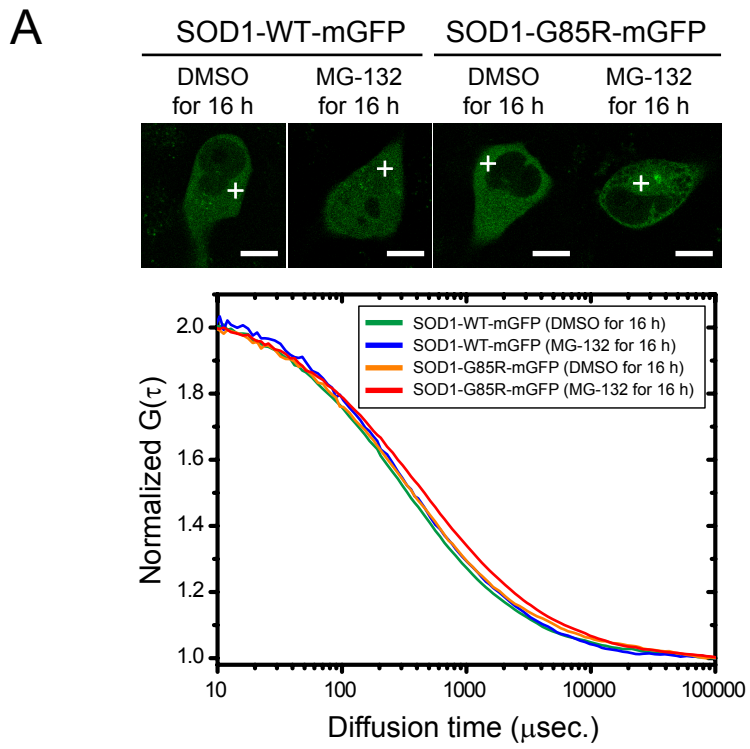 A
SOD1-WT-mGFP SOD1-G85R-mGFP
DMSO for 16 h
MG-132 for 16 h
DMSO for 16 h
MG-132 for 16 h
SOD1-WT-mGFP (DMSO for 16 h)
SOD1-WT-mGFP (MG-132 for 16 h)
SOD1-G85R-mGFP (DMSO for 16 h)
SOD1-G85R-mGFP (MG-132 for 16 h)
Normalized G(τ)
2.0
1.8
1.6
1.4
1.2
1.0
10 100 1000 10000 100000
Diffusion time (μsec.)